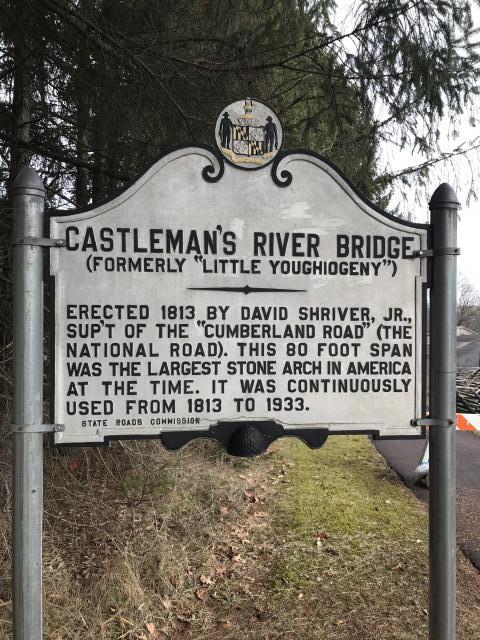 CASTLEMAN'S RIVER BRIDGE
(FORMERLY "LITTLE YOUGHIOGENY")
ERECTED 1813 BY DAVID SHRIVER, JR.,
SUP'T OF THE "CUMBERLAND ROAD" (THE
NATIONAL ROAD). THIS 80 FOOT SPAN
WAS THE LARGEST STONE ARCH IN AMERICA
AT THE TIME. IT WAS CONTINUOUSLY
USED FROM 1813 TO 1933.
STATE ROADS COMMISSION